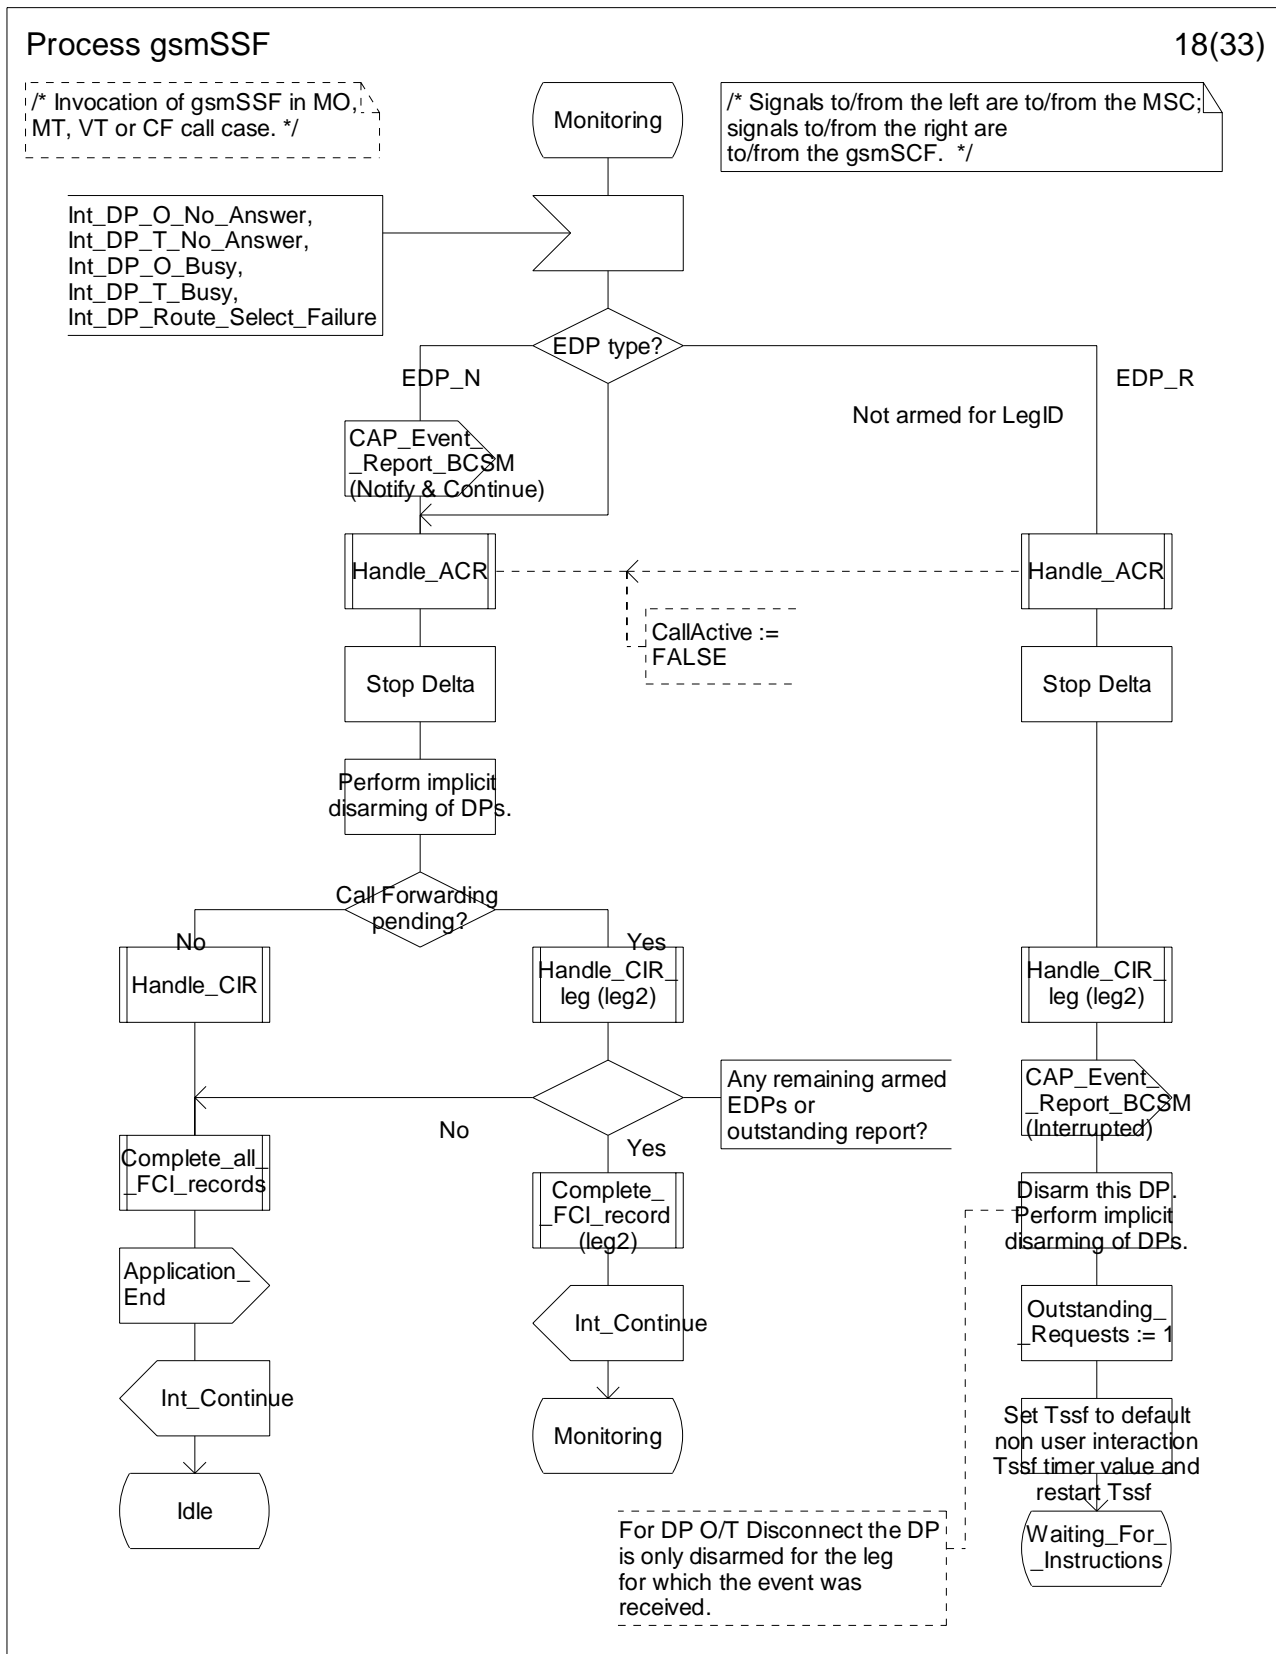 Process gsmSSF
18(33)
/* Invocation of gsmSSF in MO,
MT, VT or CF call case. */
Monitoring
/* Signals to/from the left are to/from the MSC;
signals to/from the right are
to/from the gsmSCF.  */
Int_DP_O_No_Answer,
Int_DP_T_No_Answer,
Int_DP_O_Busy,
Int_DP_T_Busy,
Int_DP_Route_Select_Failure
EDP type?
EDP_N
EDP_R
Not armed for LegID
CAP_Event_
_Report_BCSM
(Notify & Continue)
Handle_ACR
Handle_ACR
CallActive :=
FALSE
Stop Delta
Stop Delta
Perform implicit
disarming of DPs.
Call Forwarding
pending?
No
Yes
Handle_CIR
Handle_CIR_
leg (leg2)
Handle_CIR_
leg (leg2)
Any remaining armed
EDPs or
outstanding report?
CAP_Event_
_Report_BCSM
(Interrupted)
No
Yes
Complete_all_
_FCI_records
Complete_
_FCI_record
(leg2)
Disarm this DP.
Perform implicit
disarming of DPs.
Application_
End
Int_Continue
Outstanding_
_Requests := 1
Int_Continue
Monitoring
Set Tssf to default
non user interaction
Tssf timer value and
restart Tssf
Idle
For DP O/T Disconnect the DP
is only disarmed for the leg
for which the event was
received.
Waiting_For_
_Instructions